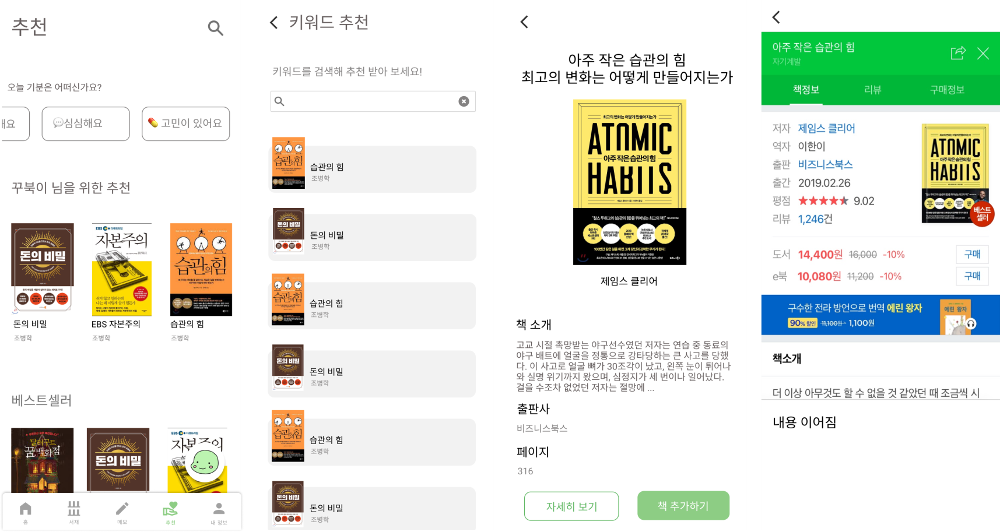 추천
오늘 기분은 어떠신가요?
해요
심심해요
고민이 있어요
꾸북이 님을 위한 추천
돈의 비밀
EBS 다큐프라임
자본주의
습관의 힘
돈의 비밀
조병학
EBS 자본주의
조병학
습관의 힘
조병학
베스트셀러
달러구트
꿈 백화점
돈의 비밀
EBS 다큐프라임
자본주의
홈
서재
메모
추천
내 정보
키워드 추천
키워드를 검색해 추천 받아 보세요!
습관의 힘
습관의 힘
조병학
돈의 비밀
돈의 비밀
조병학
습관의 힘
습관의 힘
조병학
돈의 비밀
돈의 비밀
조병학
습관의 힘
습관의 힘
조병학
돈의 비밀
돈의 비밀
조병학
아주 작은 습관의 힘
최고의 변화는 어떻게 만들어지는가
최고의 변화는 어떻게 만들어지는가
ATOMIC
아주 작은 습관의 힘
HABITS
제임스 클리어
책 소개
고교 시절 촉망받는 야구선수였던 저자는 연습 중 동료의
야구 배트에 얼굴을 정통으로 강타당하는 큰 사고를 당했
다. 이 사고로 얼굴 뼈가 30조각이 났고, 왼쪽 눈이 튀어나
와 실명 위기까지 왔으며, 심정지가 세 번이나 일어났다.
걸을 수조차 없었던 저자는 절망에 ...
출판사
비즈니스북스
페이지
316
자세히 보기
책 추가하기
아주 작은 습관의 힘
자기계발
책정보
리뷰
구매정보
저자 제임스 클리어
역자 이한이
출판 비즈니스북스
출간 2019.02.26
평점 9.02
리뷰 1,246건
ATOMIC
아주 작은 습관의 힘
HABITS
베스트
셀러
도서 14,400원 16,000 -10% 구매
e북 10,080원 11,200 -10% 구매
구수한 전라 방언으로 번역 에린 왕자
90% 할인 11,100원 1,100원
에린 왕자
책소개
더 이상 아무것도 할 수 없을 것 같았던 때 조금씩 시
내용 이어짐